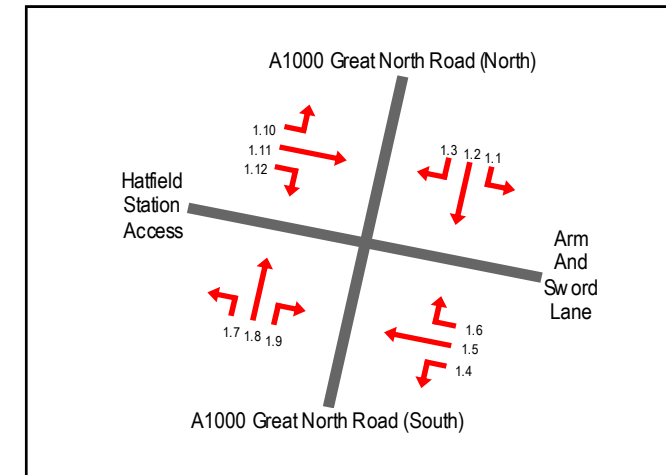 A1000 Great North Road (North)
1.10
1.11
1.12
1.3 1.2 1.1
Hatfield
Station
Access
Arm
And
Sword
Lane
1.7 1.8 1.9
1.6
1.5
1.4
A1000 Great North Road (South)